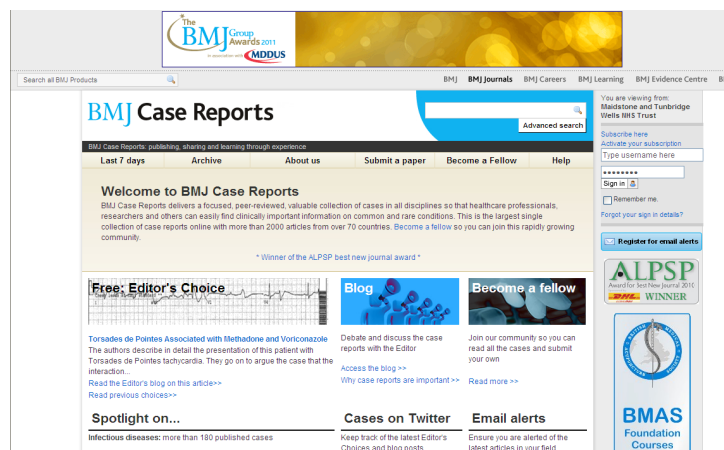 The
BMJ Group
Awards 2011
in association with MDDUS
Search all BMJ Products
BMJ BMJ Journals BMJ Careers BMJ Learning BMJ Evidence Centre B
BMJ Case Reports
Advanced search
BMJ Case Reports: publishing, sharing and learning through experience
Last 7 days Archive About us Submit a paper Become a Fellow Help
Welcome to BMJ Case Reports
BMJ Case Reports delivers a focused, peer-reviewed, valuable collection of cases in all disciplines so that healthcare professionals,
researchers and others can easily find clinically important information on common and rare conditions. This is the largest single
collection of case reports online with more than 2000 articles from over 70 countries. Become a fellow so you can join this rapidly growing
community.
* Winner of the ALPSP best new journal award *
Free: Editor's Choice
Torsades de Pointes Associated with Methadone and Voriconazole
The authors describe in detail the presentation of this patient with
Torsades de Pointes tachycardia. They go on to argue the case that the
interaction...
Read the Editor's blog on this article>>
Read previous choices>>
Blog
Debate and discuss the case
reports with the Editor
Access the blog >>
Why case reports are important >>
Become a fellow
Join our community so you can
read all the cases and submit
your own
Read more >>
Spotlight on...
Infectious diseases: more than 180 published cases
Cases on Twitter
Keep track of the latest Editor's
Choices and blog posts
Email alerts
Ensure you are alerted of the
latest articles in your field
You are viewing from:
Maidstone and Tunbridge
Wells NHS Trust
Subscribe here
Activate your subscription
Type username here
••••••••
Sign in
Remember me.
Forgot your sign in details?
Register for email alerts
ALPSP
Award for Best New Journal 2010
DHL WINNER
BMAS
Foundation
Courses